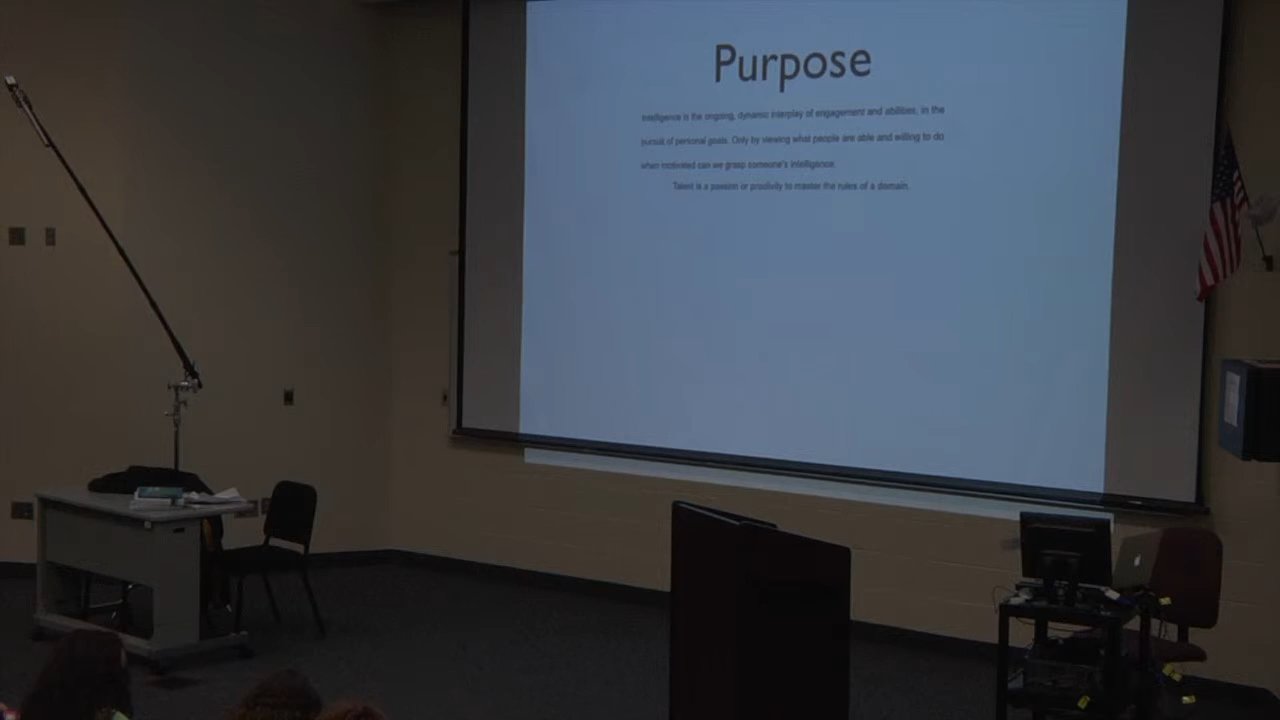 Purpose
Intelligence is the ongoing, dynamic interplay of engagement and abilities, in the
pursuit of personal goals. Only by viewing what people are able and willing to do
when motivated can we grasp someone's intelligence.
Talent is a passion or proclivity to master the rules of a domain.